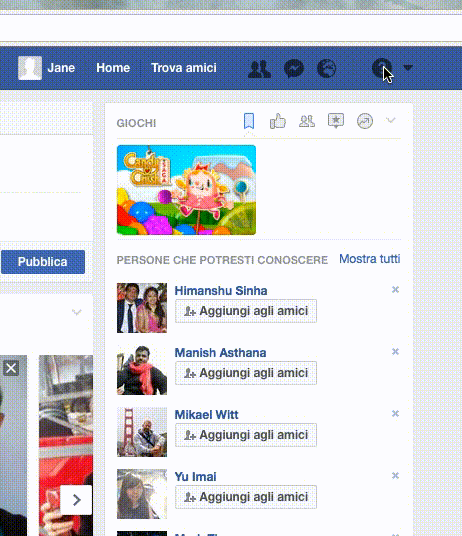 Jane Home Trova amici
GIOCHI
Candy
Crush
SAGA
Pubblica
PERSONE CHE POTRESTI CONOSCERE Mostra tutti
Himanshu Sinha
Aggiungi agli amici
Manish Asthana
Aggiungi agli amici
Mikael Witt
Aggiungi agli amici
Yu Imai
Aggiungi agli amici